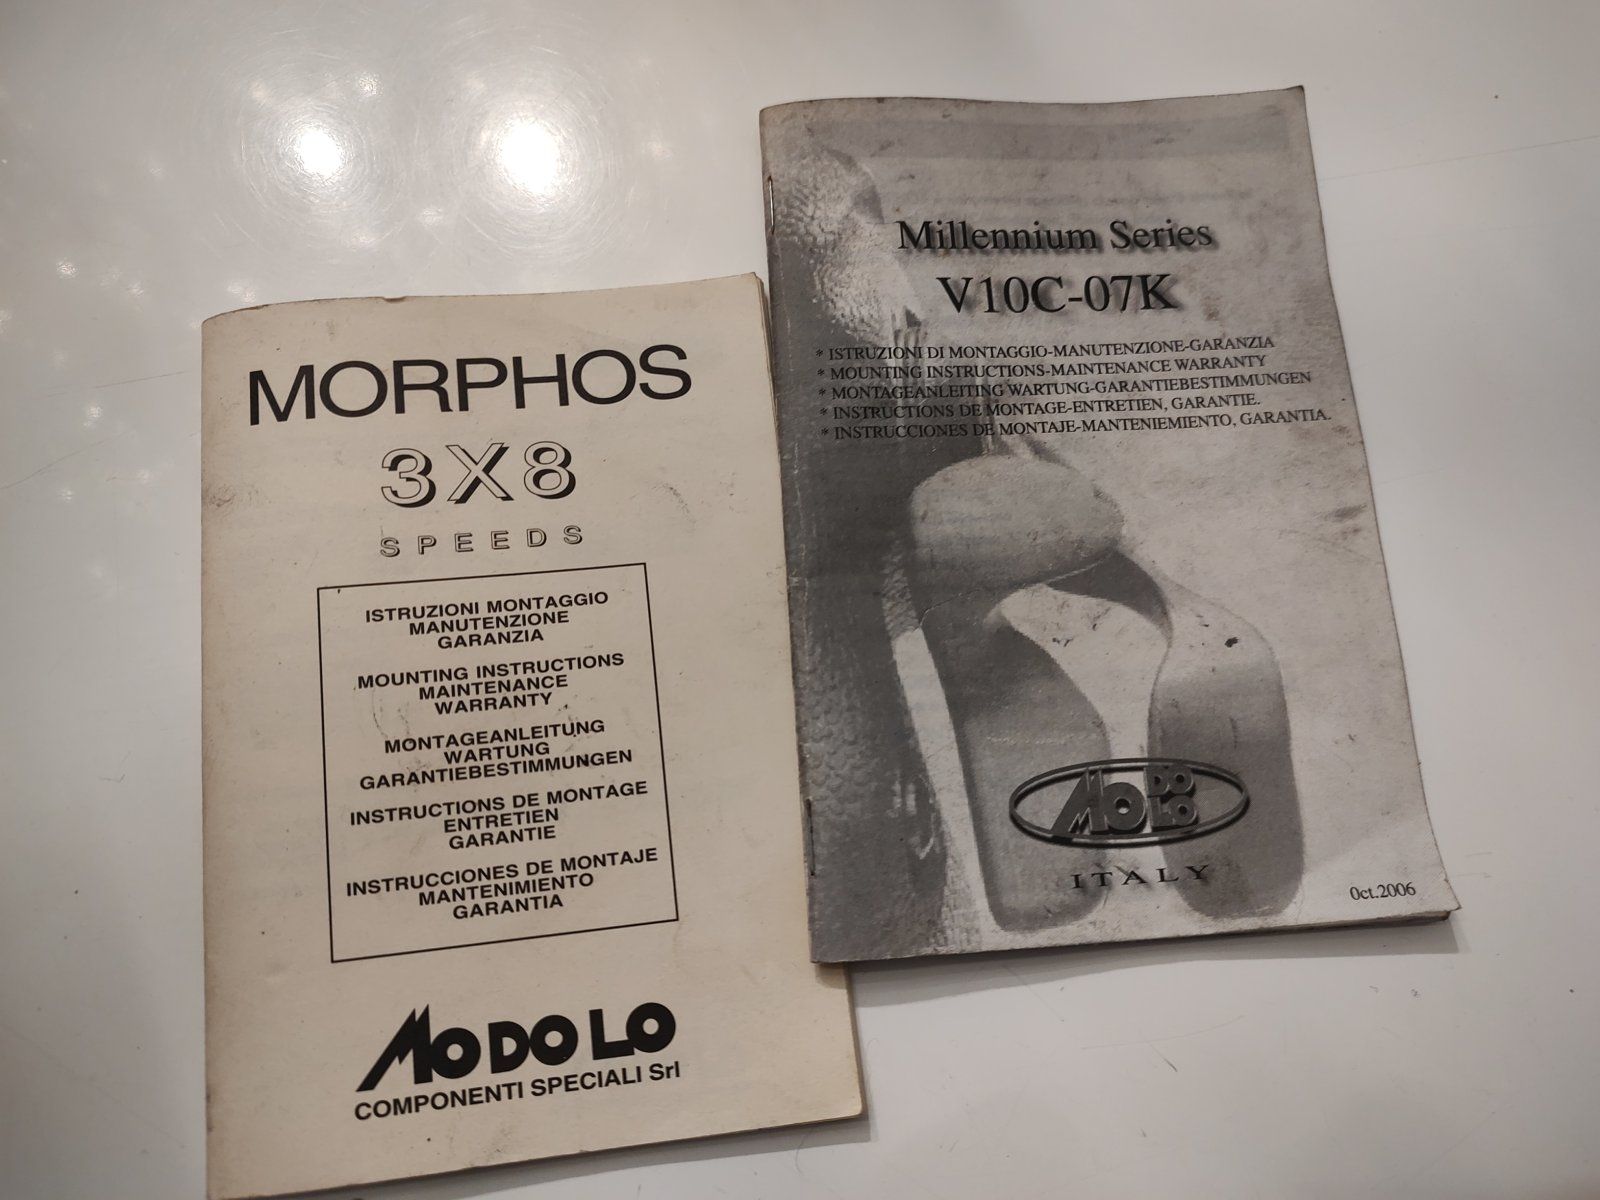 MORPHOS
3X8
SPEEDS
ISTRUZIONI MONTAGGIO
MANUTENZIONE
GARANZIA
MOUNTING INSTRUCTIONS
MAINTENANCE
WARRANTY
MONTAGEANLEITUNG
WARTUNG
GARANTIEBESTIMMUNGEN
INSTRUCTIONS DE MONTAGE
ENTRETIEN
GARANTIE
INSTRUCCIONES DE MONTAJE
MANTENIMIENTO
GARANTIA
MODOLO
COMPONENTI SPECIALI Srl
Millennium Series
V10C-07K
* ISTRUZIONI DI MONTAGGIO-MANUTENZIONE-GARANZIA
* MOUNTING INSTRUCTIONS-MAINTENANCE WARRANTY
* MONTAGEANLEITING WARTUNG-GARANTIEBESTIMMUNGEN
* INSTRUCTIONS DE MONTAGE-ENTRETIEN, GARANTIE.
* INSTRUCCIONES DE MONTAJE-MANTENIEMIENTO, GARANTIA.
MODOLO
ITALY
Oct.2006